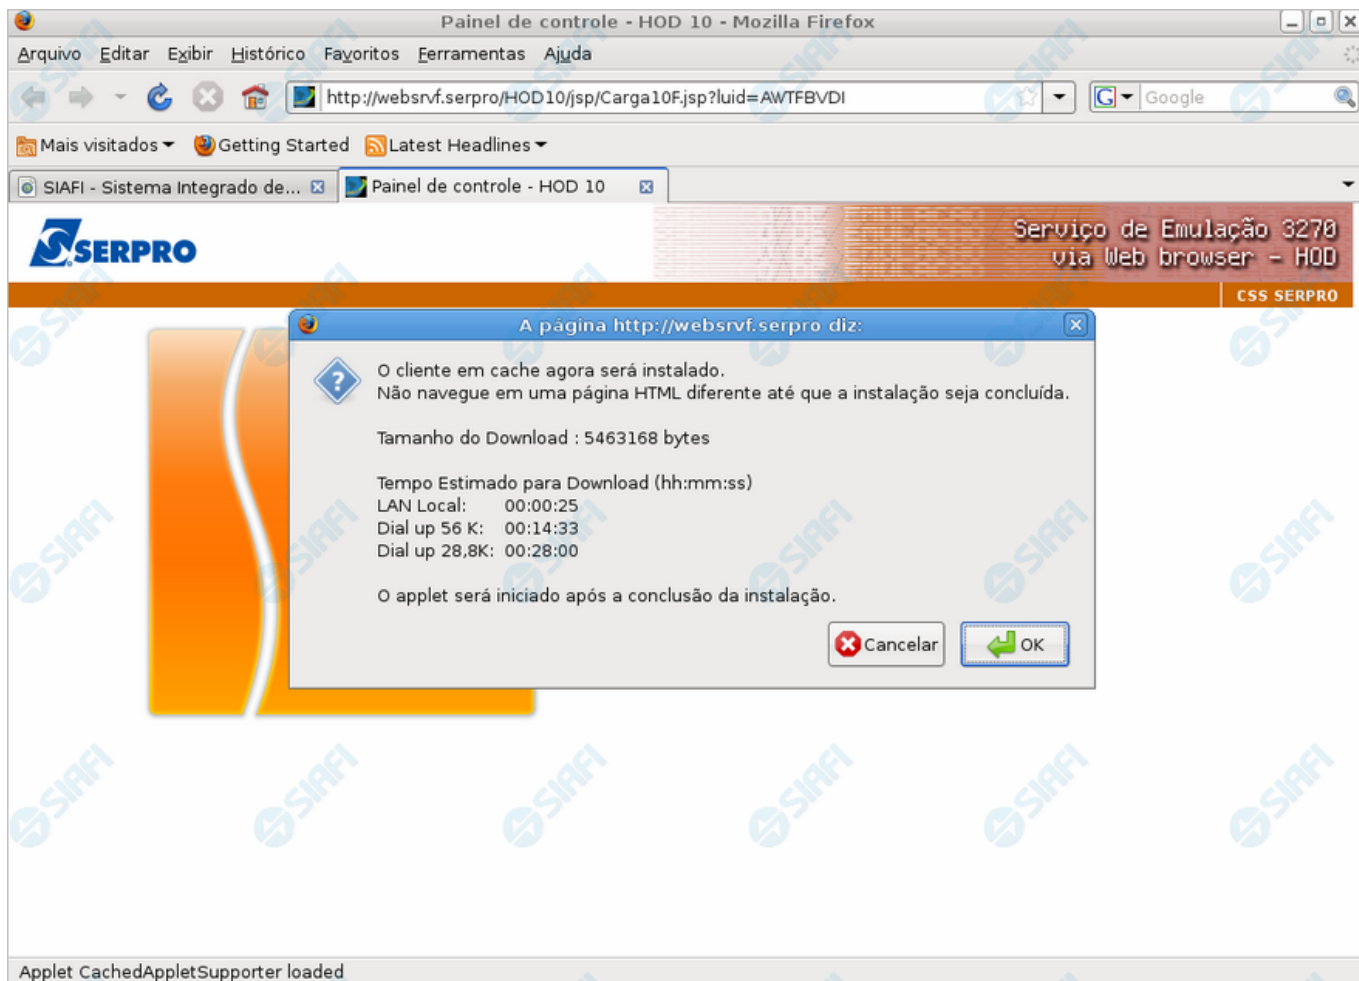 Painel de controle - HOD 10 - Mozilla Firefox
Arquivo Editar Exibir Histórico Favoritos Ferramentas Ajuda
http://websrvf.serpro/HOD10/jsp/Carga10F.jsp?luid=AWTFBVDI
G Google
Mais visitados Getting Started Latest Headlines
SIAFI - Sistema Integrado de... Painel de controle - HOD 10
SERPRO
Serviço de Emulação 3270
via Web browser - HOD
CSS SERPRO
A página http://websrvf.serpro diz:
O cliente em cache agora será instalado.
Não navegue em uma página HTML diferente até que a instalação seja concluída.
Tamanho do Download : 5463168 bytes
Tempo Estimado para Download (hh:mm:ss)
LAN Local: 00:00:25
Dial up 56 K: 00:14:33
Dial up 28,8K: 00:28:00
O applet será iniciado após a conclusão da instalação.
Cancelar OK
Applet CachedAppletSupporter loaded
SIAFI